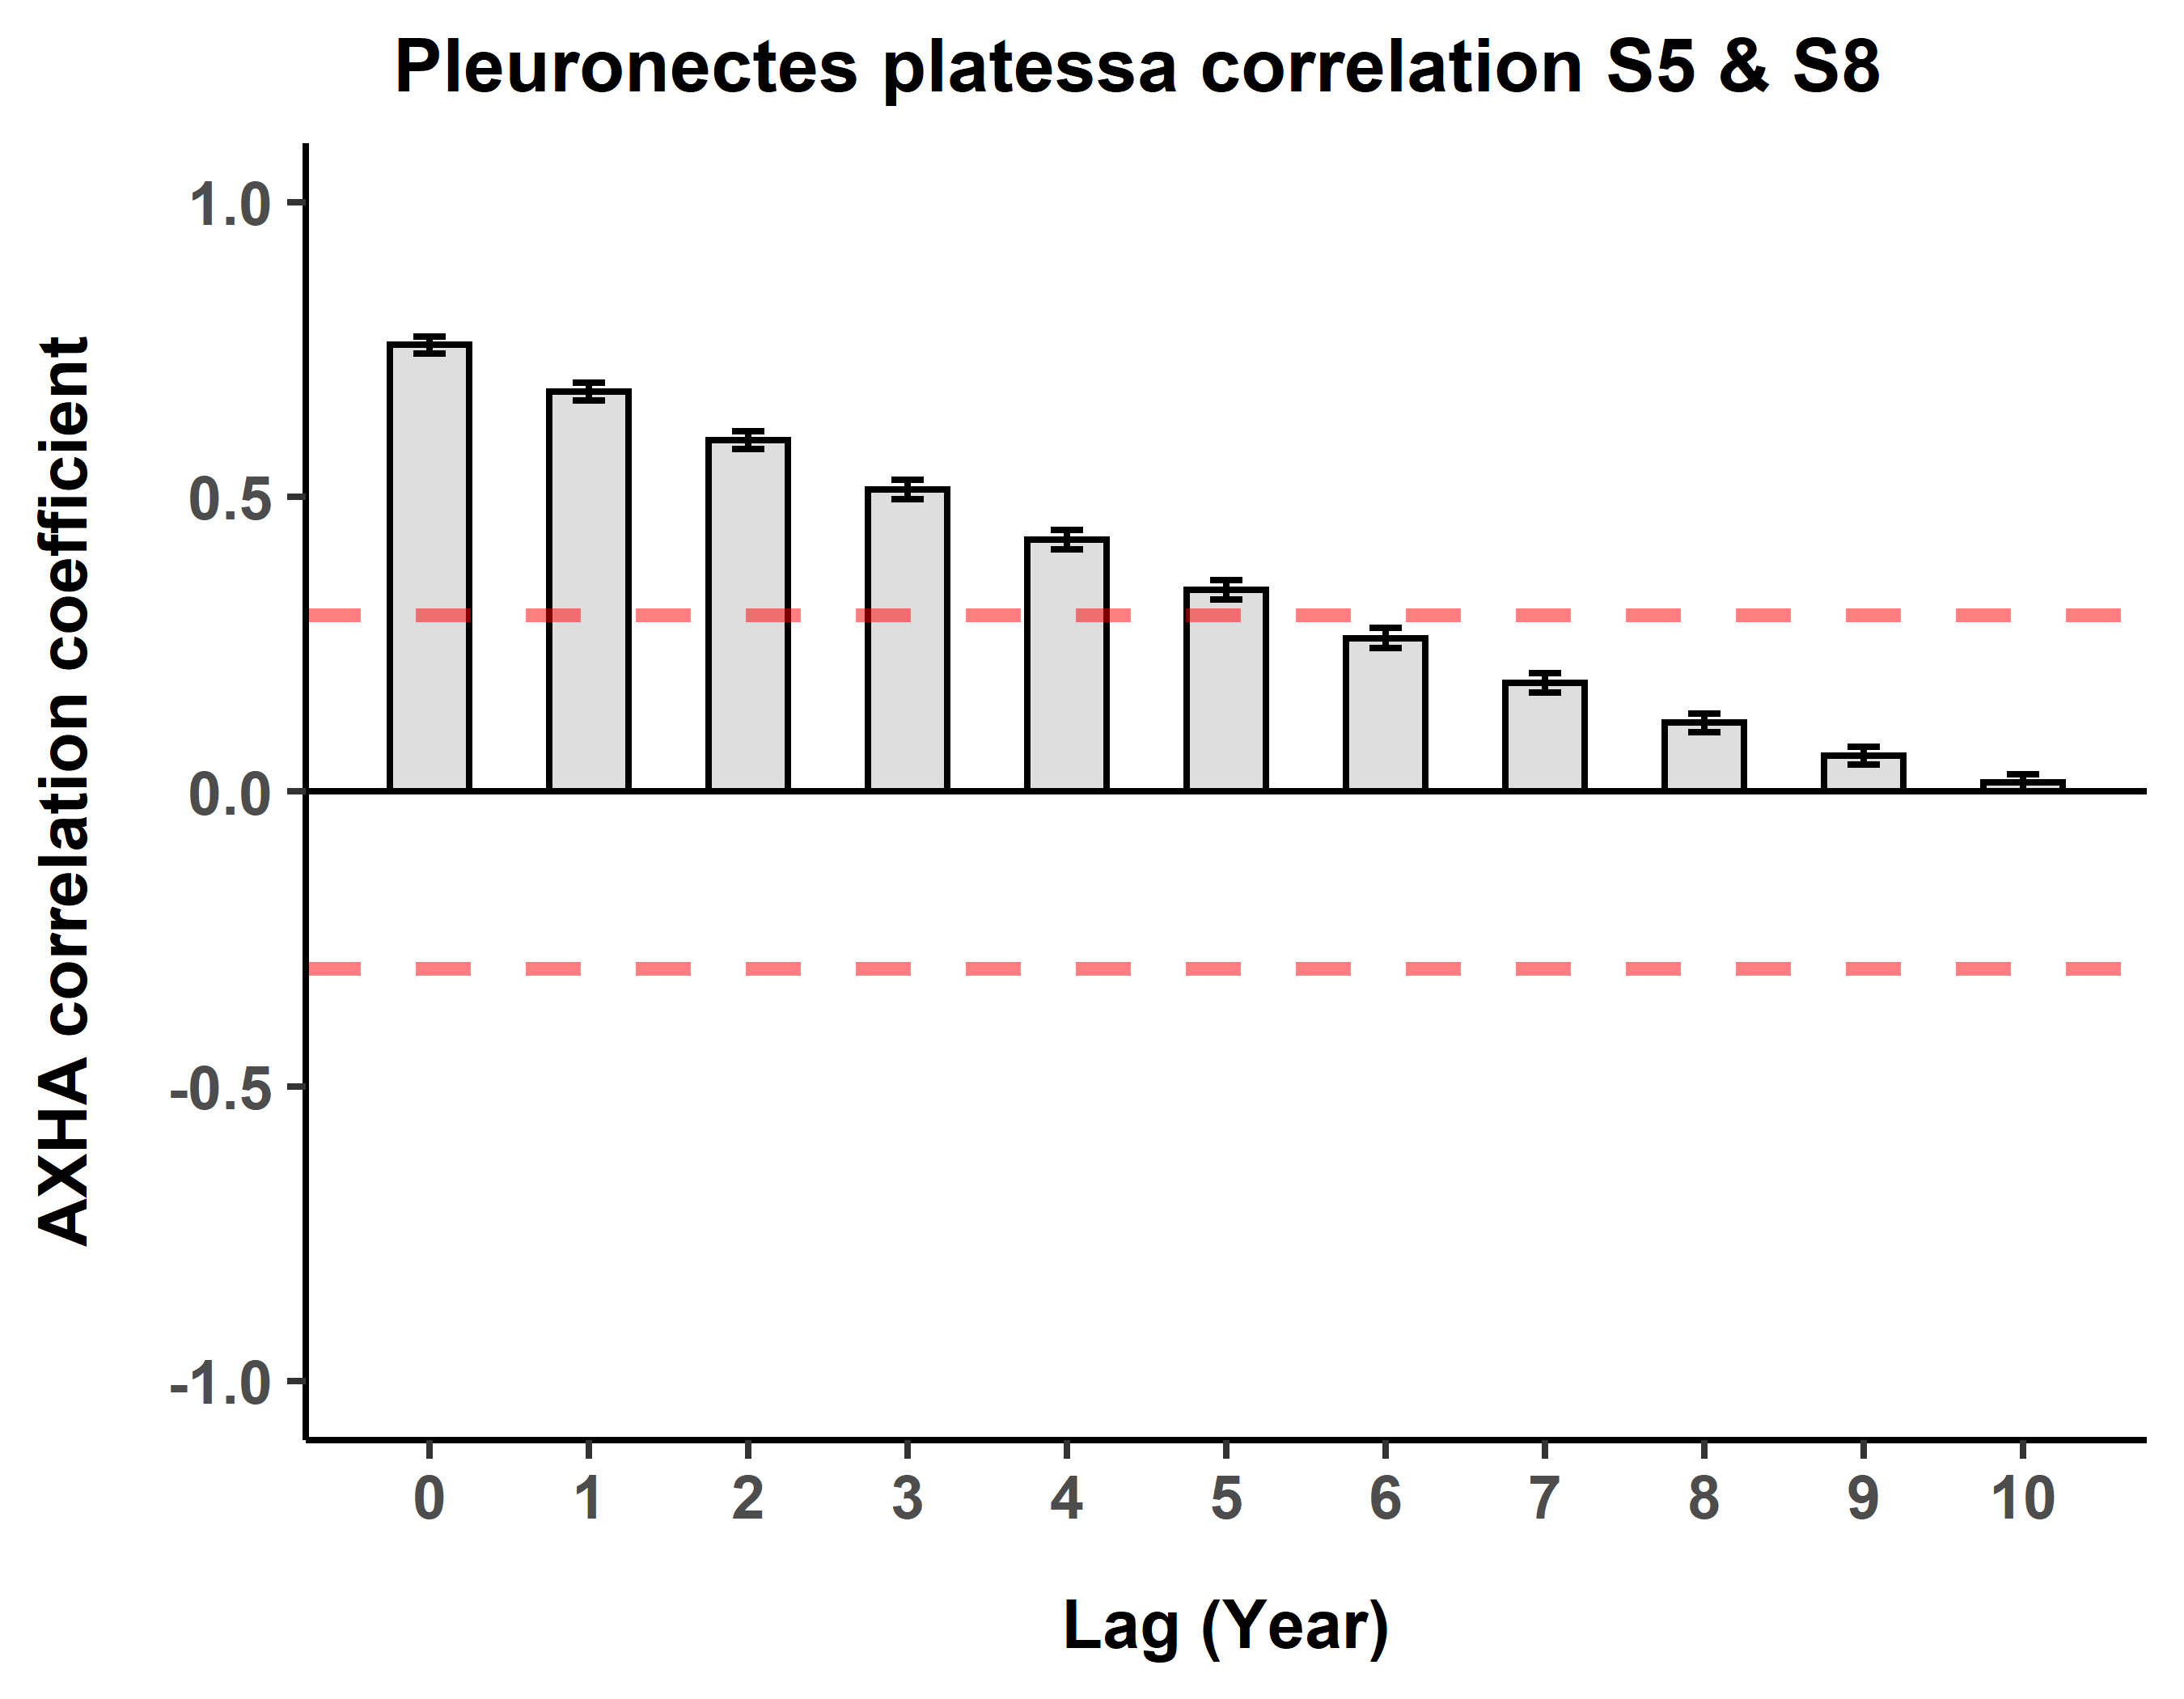 Pleuronectes platessa correlation S5 & S8
AXHA correlation coefficient
1.0
0.5
0.0
-0.5
-1.0
0 1 2 3 4 5 6 7 8 9 10
Lag (Year)